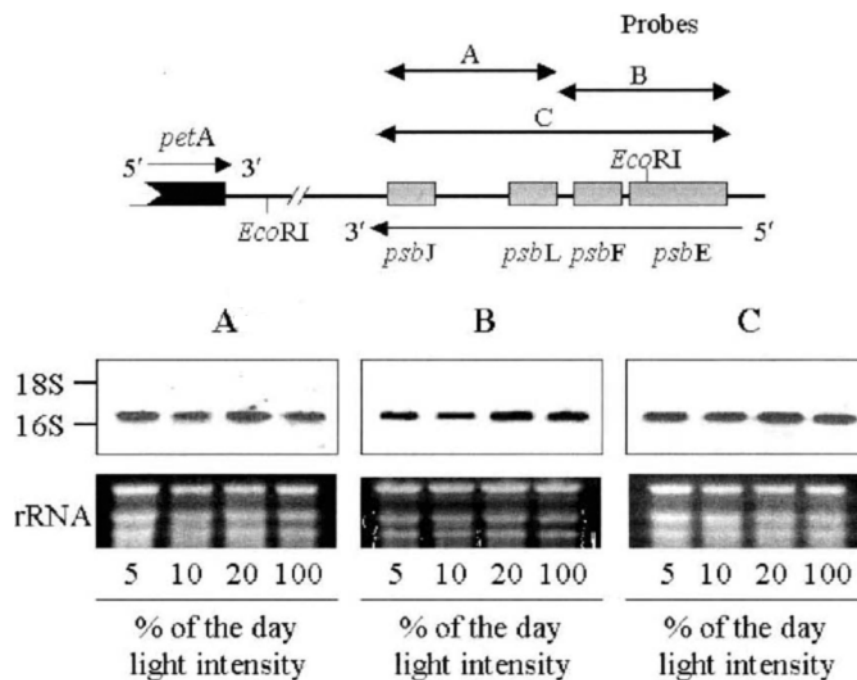 Probes
A
B
C
petA
5′ 3′
EcoRI
EcoRI
3′ 5′
psbJ psbL psbF psbE
A B C
18S
16S
rRNA
5 10 20 100 5 10 20 100 5 10 20 100
% of the day % of the day % of the day
light intensity light intensity light intensity